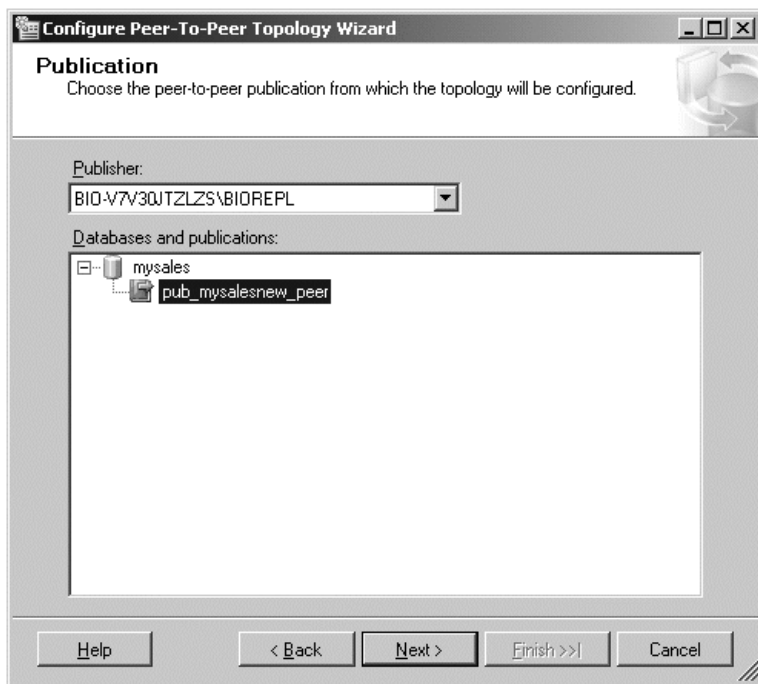 Configure Peer-To-Peer Topology Wizard
Publication
Choose the peer-to-peer publication from which the topology will be configured.
Publisher:
BIO-V7V30JTZLZS\BIOREPL
Databases and publications:
mysales
pub_mysalesnew_peer
Help
< Back
Next >
Finish >>|
Cancel